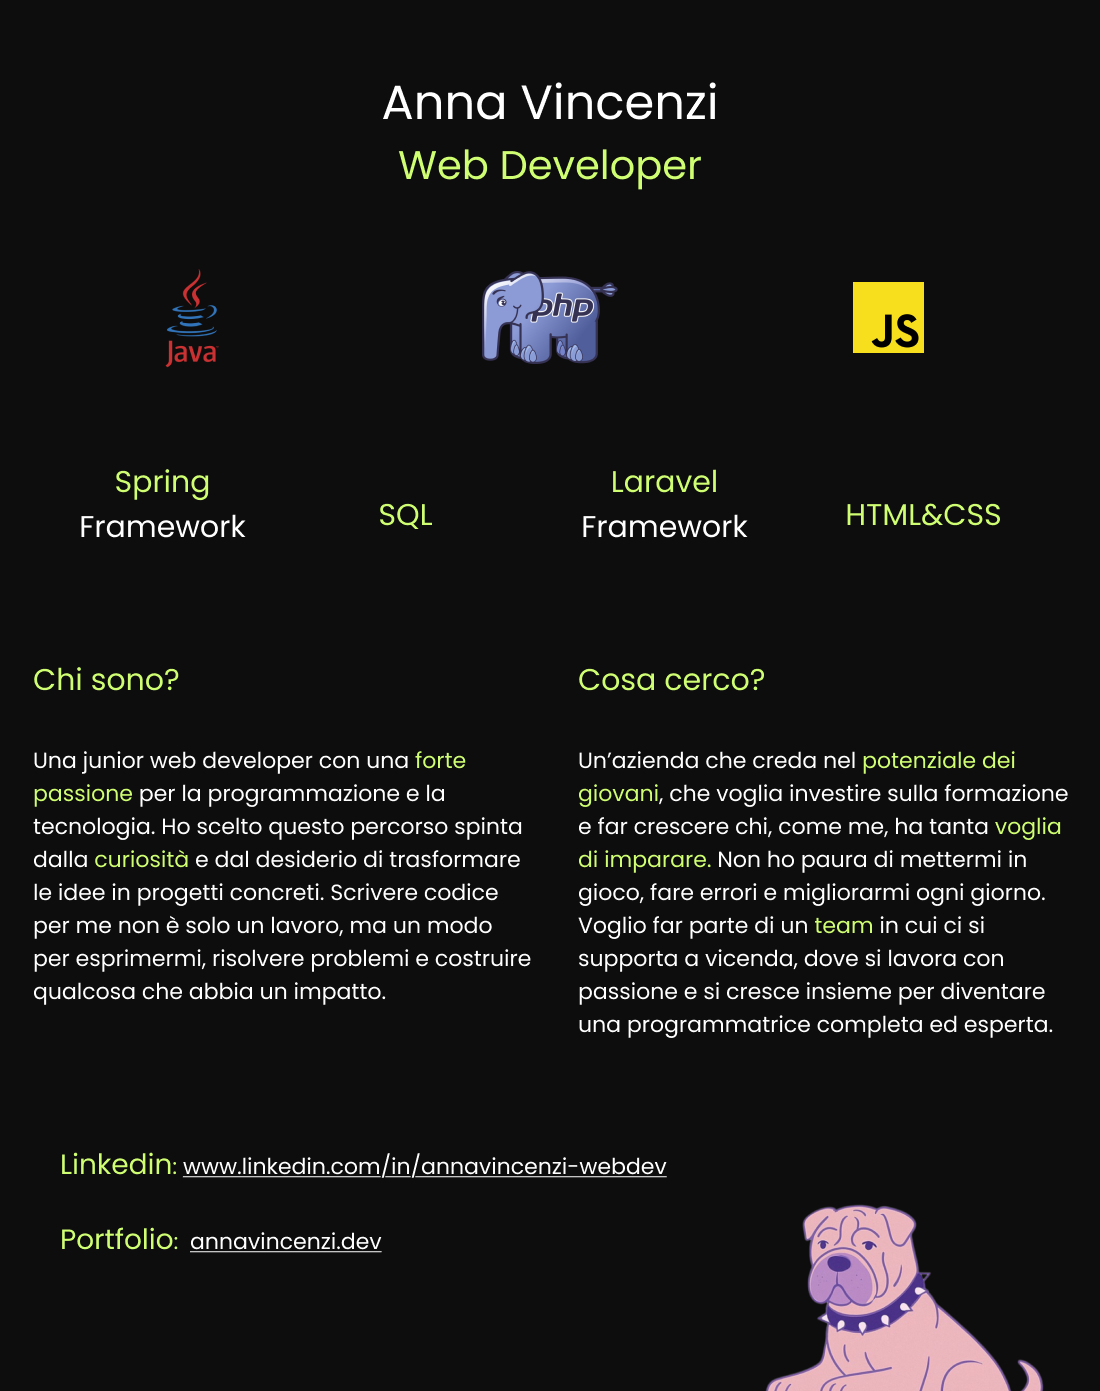 Anna Vincenzi
Web Developer
Java
php
JS
Spring
Framework
SQL
Laravel
Framework
HTML&CSS
Chi sono?
Una junior web developer con una forte
passione per la programmazione e la
tecnologia. Ho scelto questo percorso spinta
dalla curiosità e dal desiderio di trasformare
le idee in progetti concreti. Scrivere codice
per me non è solo un lavoro, ma un modo
per esprimermi, risolvere problemi e costruire
qualcosa che abbia un impatto.
Cosa cerco?
Un’azienda che creda nel potenziale dei
giovani, che voglia investire sulla formazione
e far crescere chi, come me, ha tanta voglia
di imparare. Non ho paura di mettermi in
gioco, fare errori e migliorarmi ogni giorno.
Voglio far parte di un team in cui ci si
supporta a vicenda, dove si lavora con
passione e si cresce insieme per diventare
una programmatrice completa ed esperta.
Linkedin: www.linkedin.com/in/annavincenzi-webdev
Portfolio: annavincenzi.dev